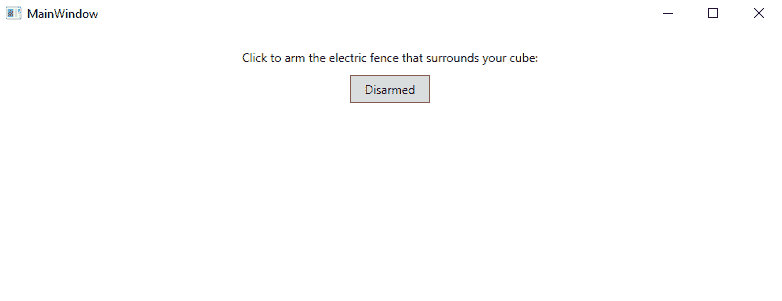 MainWindow
Click to arm the electric fence that surrounds your cube:
Disarmed